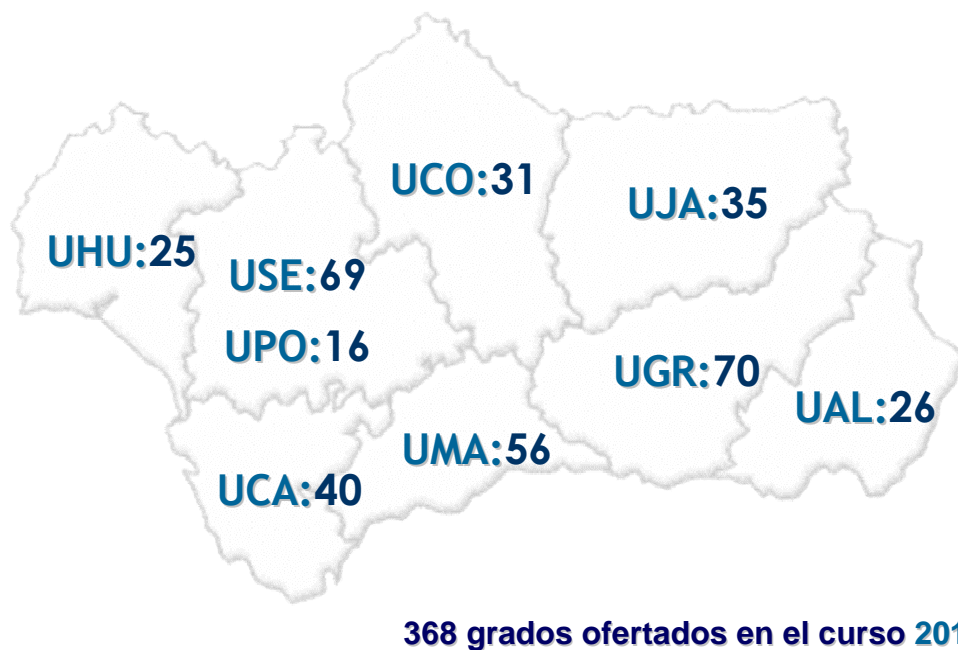 UCO:31
UJA:35
UHU:25
USE:69
UPO:16
UGR:70
UAL:26
UMA:56
UCA:40
368 grados ofertados en el curso